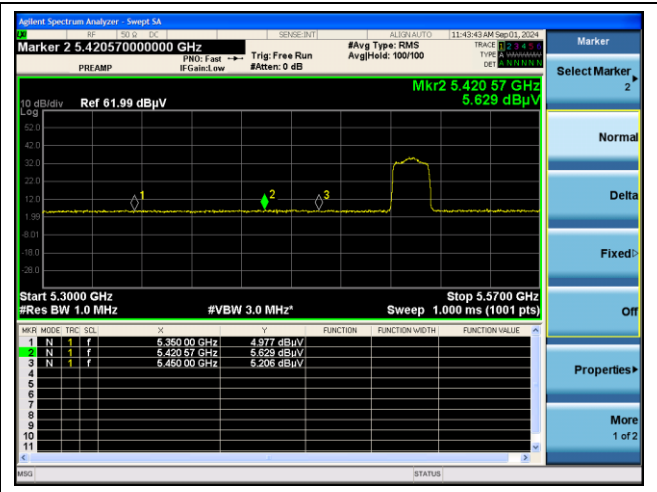 Agilent Spectrum Analyzer - Swept SA
RF 50 Ω DC SENSE:INT ALIGN AUTO 11:43:43 AM Sep 01, 2024
Marker 2 5.420570000000 GHz #Avg Type: RMS TRACE 1 2 3 4 5 6
PNO: Fast Trig: Free Run Avg|Hold: 100/100 TYPE A WWWWW
PREAMP IFGain:Low #Atten: 0 dB DET A N N N N N
Mkr2 5.420 57 GHz
10 dB/div Ref 61.99 dBµV 5.629 dBµV
Log
52.0
42.0
32.0
22.0
12.0
1.99
-8.01
-18.0
-28.0
1
2
3
Start 5.3000 GHz Stop 5.5700 GHz
#Res BW 1.0 MHz #VBW 3.0 MHz* Sweep 1.000 ms (1001 pts)
MKR MODE TRC SCL X Y FUNCTION FUNCTION WIDTH FUNCTION VALUE
1 N 1 f 5.350 00 GHz 4.977 dBµV
2 N 1 f 5.420 57 GHz 5.629 dBµV
3 N 1 f 5.450 00 GHz 5.206 dBµV
4
5
6
7
8
9
10
11
MSG STATUS
Marker
Select Marker
2
Normal
Delta
Fixed
Off
Properties
More
1 of 2